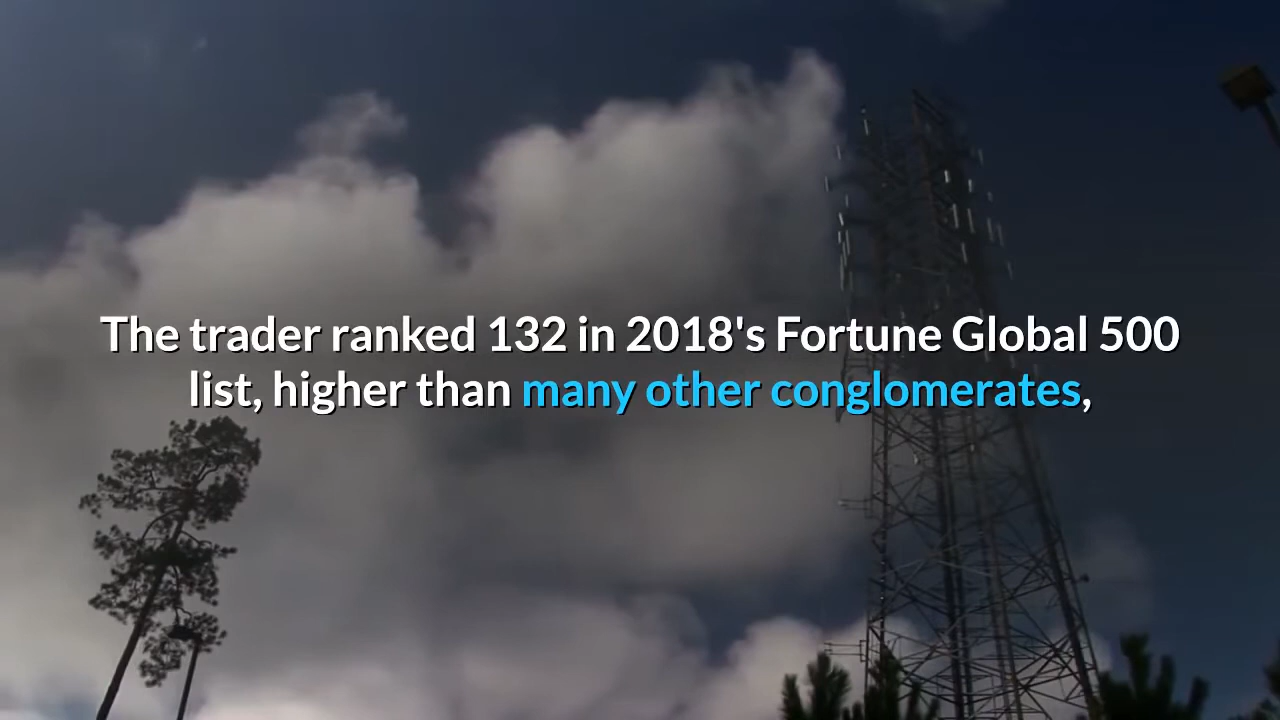 The trader ranked 132 in 2018's Fortune Global 500
list, higher than many other conglomerates,